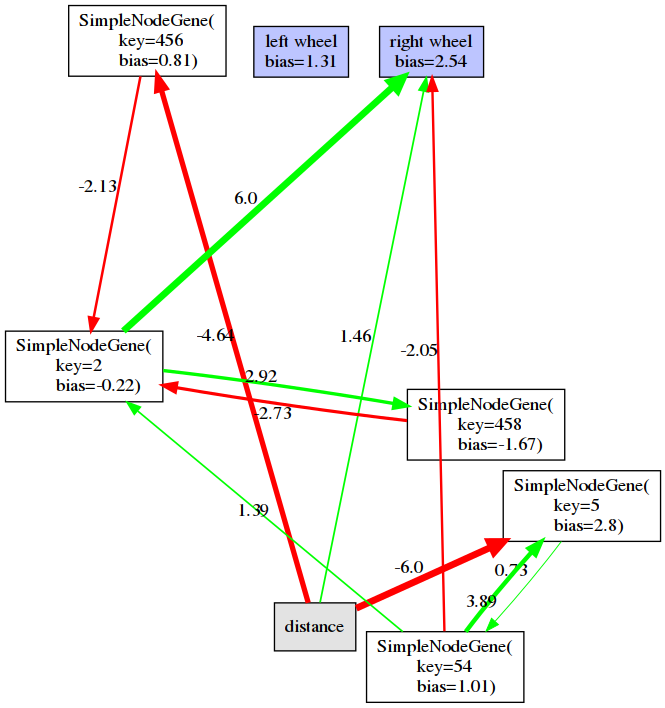 SimpleNodeGene(
key=456
bias=0.81)
left wheel
bias=1.31
right wheel
bias=2.54
-2.13
6.0
SimpleNodeGene(
key=2
bias=-0.22)
-4.64
1.46
-2.05
2.92
-2.73
SimpleNodeGene(
key=458
bias=-1.67)
SimpleNodeGene(
key=5
bias=2.8)
1.39
-6.0
0.73
3.89
distance
SimpleNodeGene(
key=54
bias=1.01)